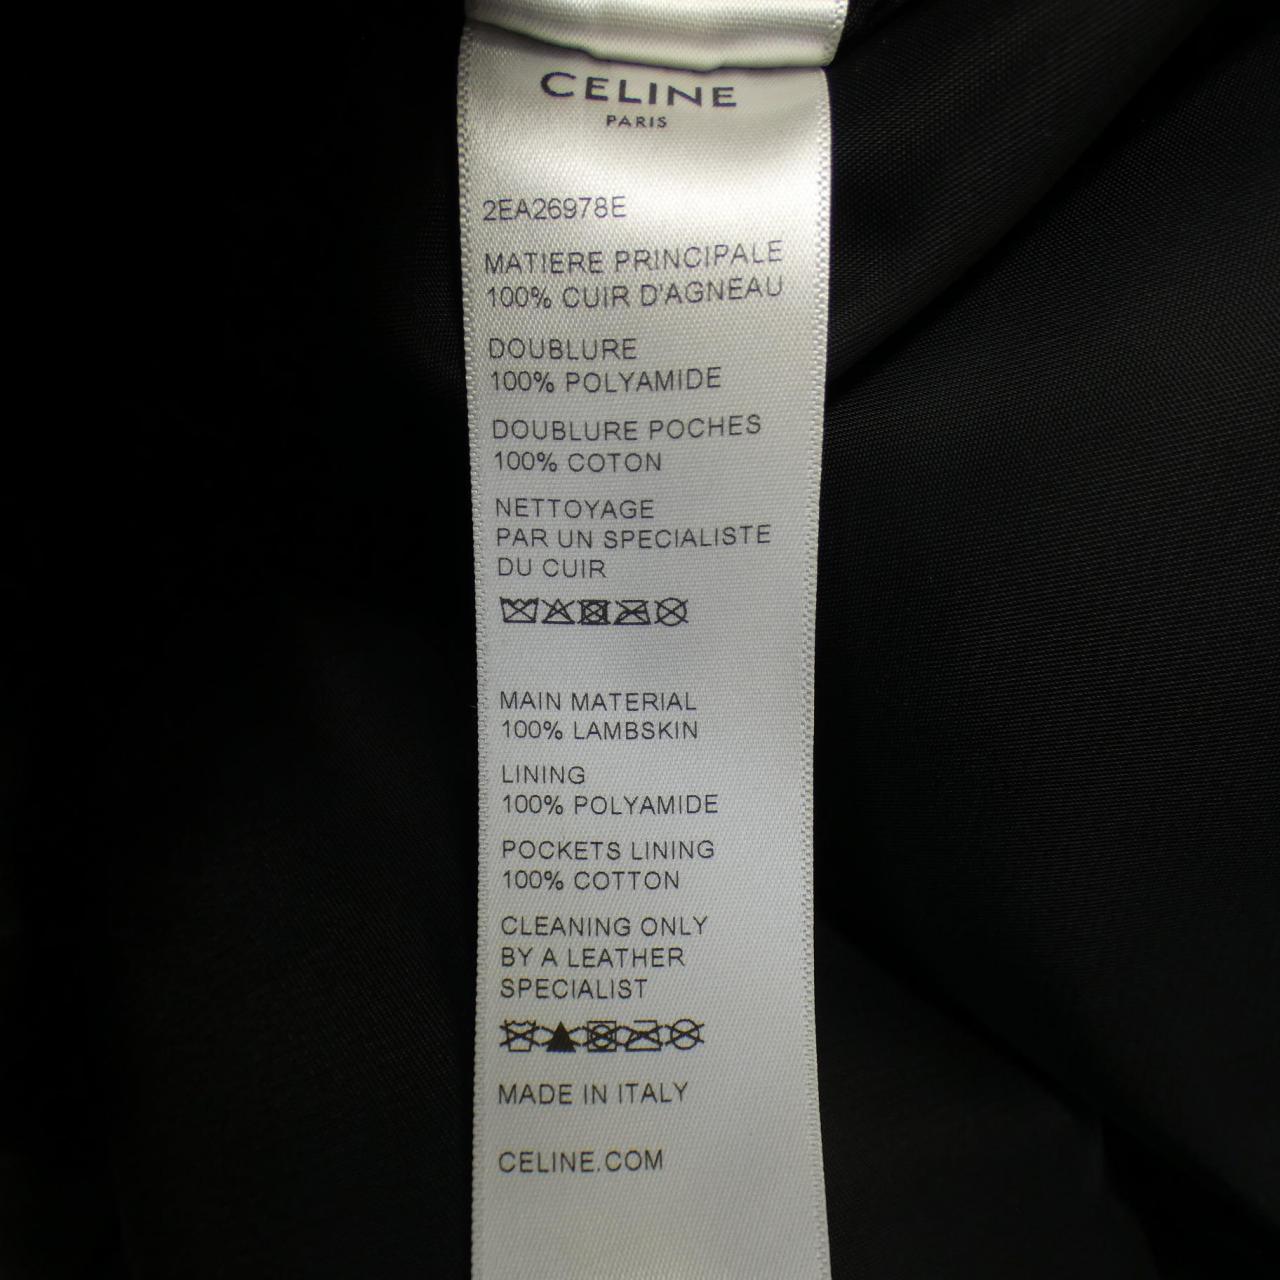 CELINE
PARIS
2EA26978E
MATIERE PRINCIPALE
100% CUIR D'AGNEAU
DOUBLURE
100% POLYAMIDE
DOUBLURE POCHES
100% COTON
NETTOYAGE
PAR UN SPECIALISTE
DU CUIR
MAIN MATERIAL
100% LAMBSKIN
LINING
100% POLYAMIDE
POCKETS LINING
100% COTTON
CLEANING ONLY
BY A LEATHER
SPECIALIST
MADE IN ITALY
CELINE.COM